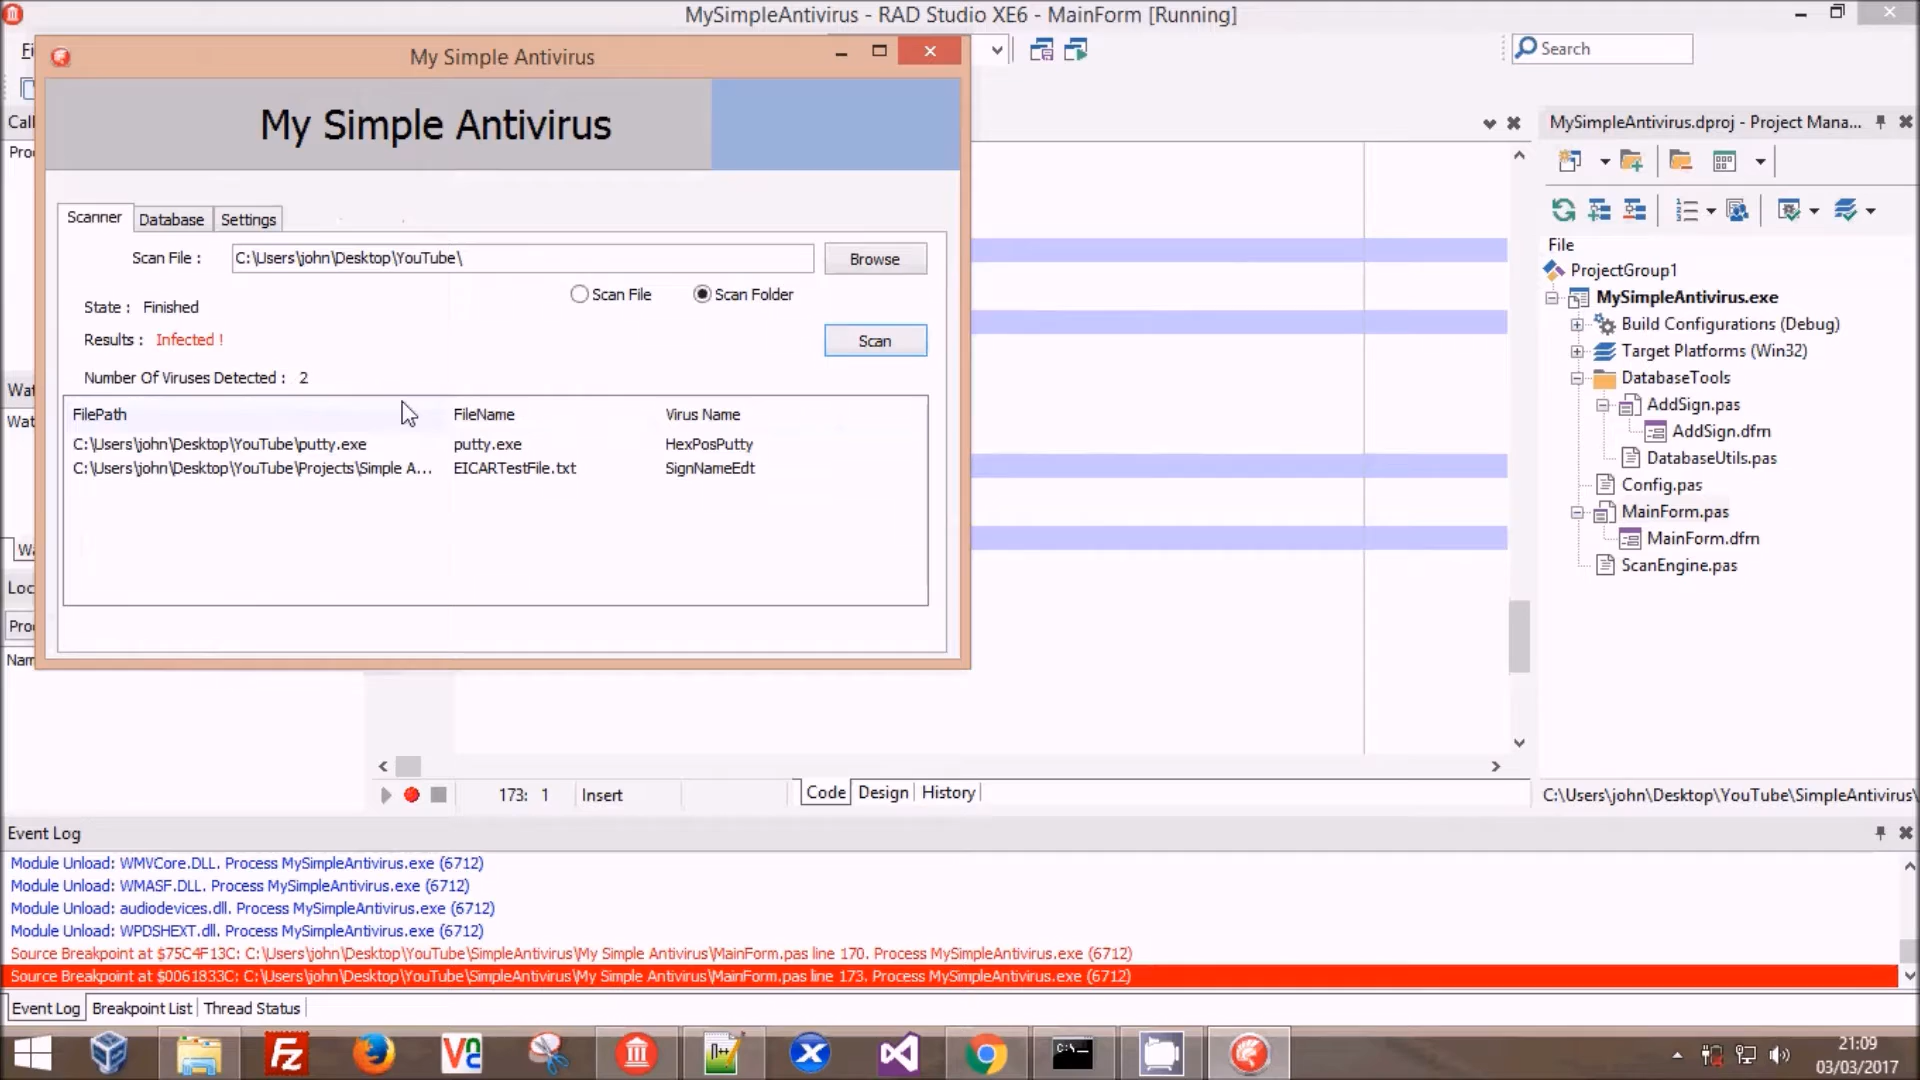 MySimpleAntivirus - RAD Studio XE6 - MainForm [Running]
My Simple Antivirus
Search
My Simple Antivirus
MySimpleAntivirus.dproj - Project Mana...
Scanner
Database
Settings
Scan File :
C:\Users\john\Desktop\YouTube\
Browse
Scan File
Scan Folder
State : Finished
Results : Infected !
Scan
Number Of Viruses Detected : 2
FilePath
FileName
Virus Name
C:\Users\john\Desktop\YouTube\putty.exe
putty.exe
HexPosPutty
C:\Users\john\Desktop\YouTube\Projects\Simple A...
EICARTestFile.txt
SignNameEdt
File
ProjectGroup1
MySimpleAntivirus.exe
Build Configurations (Debug)
Target Platforms (Win32)
DatabaseTools
AddSign.pas
AddSign.dfm
DatabaseUtils.pas
Config.pas
MainForm.pas
MainForm.dfm
ScanEngine.pas
173: 1
Insert
Code
Design
History
C:\Users\john\Desktop\YouTube\SimpleAntivirus\
Event Log
Module Unload: WMVCore.DLL. Process MySimpleAntivirus.exe (6712)
Module Unload: WMASF.DLL. Process MySimpleAntivirus.exe (6712)
Module Unload: audiodevices.dll. Process MySimpleAntivirus.exe (6712)
Module Unload: WPDSHEXT.dll. Process MySimpleAntivirus.exe (6712)
Source Breakpoint at $75C4F13C: C:\Users\john\Desktop\YouTube\SimpleAntivirus\My Simple Antivirus\MainForm.pas line 170. Process MySimpleAntivirus.exe (6712)
Source Breakpoint at $0061833C: C:\Users\john\Desktop\YouTube\SimpleAntivirus\My Simple Antivirus\MainForm.pas line 173. Process MySimpleAntivirus.exe (6712)
Event Log
Breakpoint List
Thread Status
21:09
03/03/2017